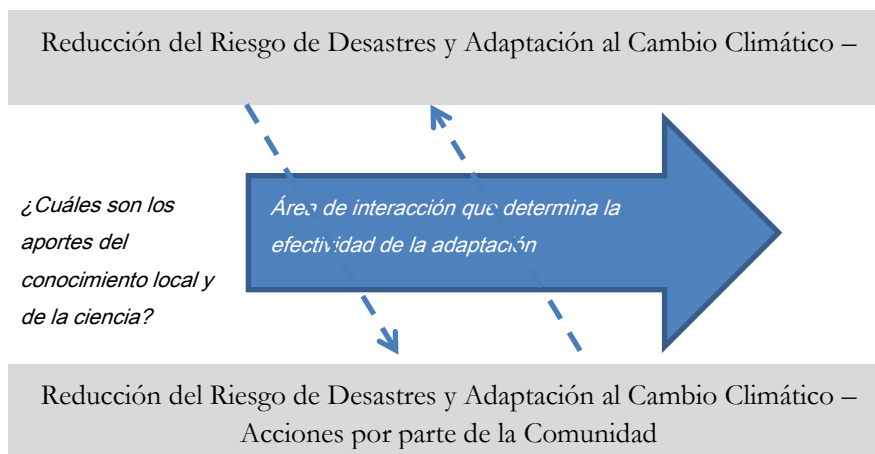 Reducción del Riesgo de Desastres y Adaptación al Cambio Climático –
¿Cuáles son los
aportes del
conocimiento local y
de la ciencia?
Área de interacción que determina la
efectividad de la adaptación
Reducción del Riesgo de Desastres y Adaptación al Cambio Climático –
Acciones por parte de la Comunidad